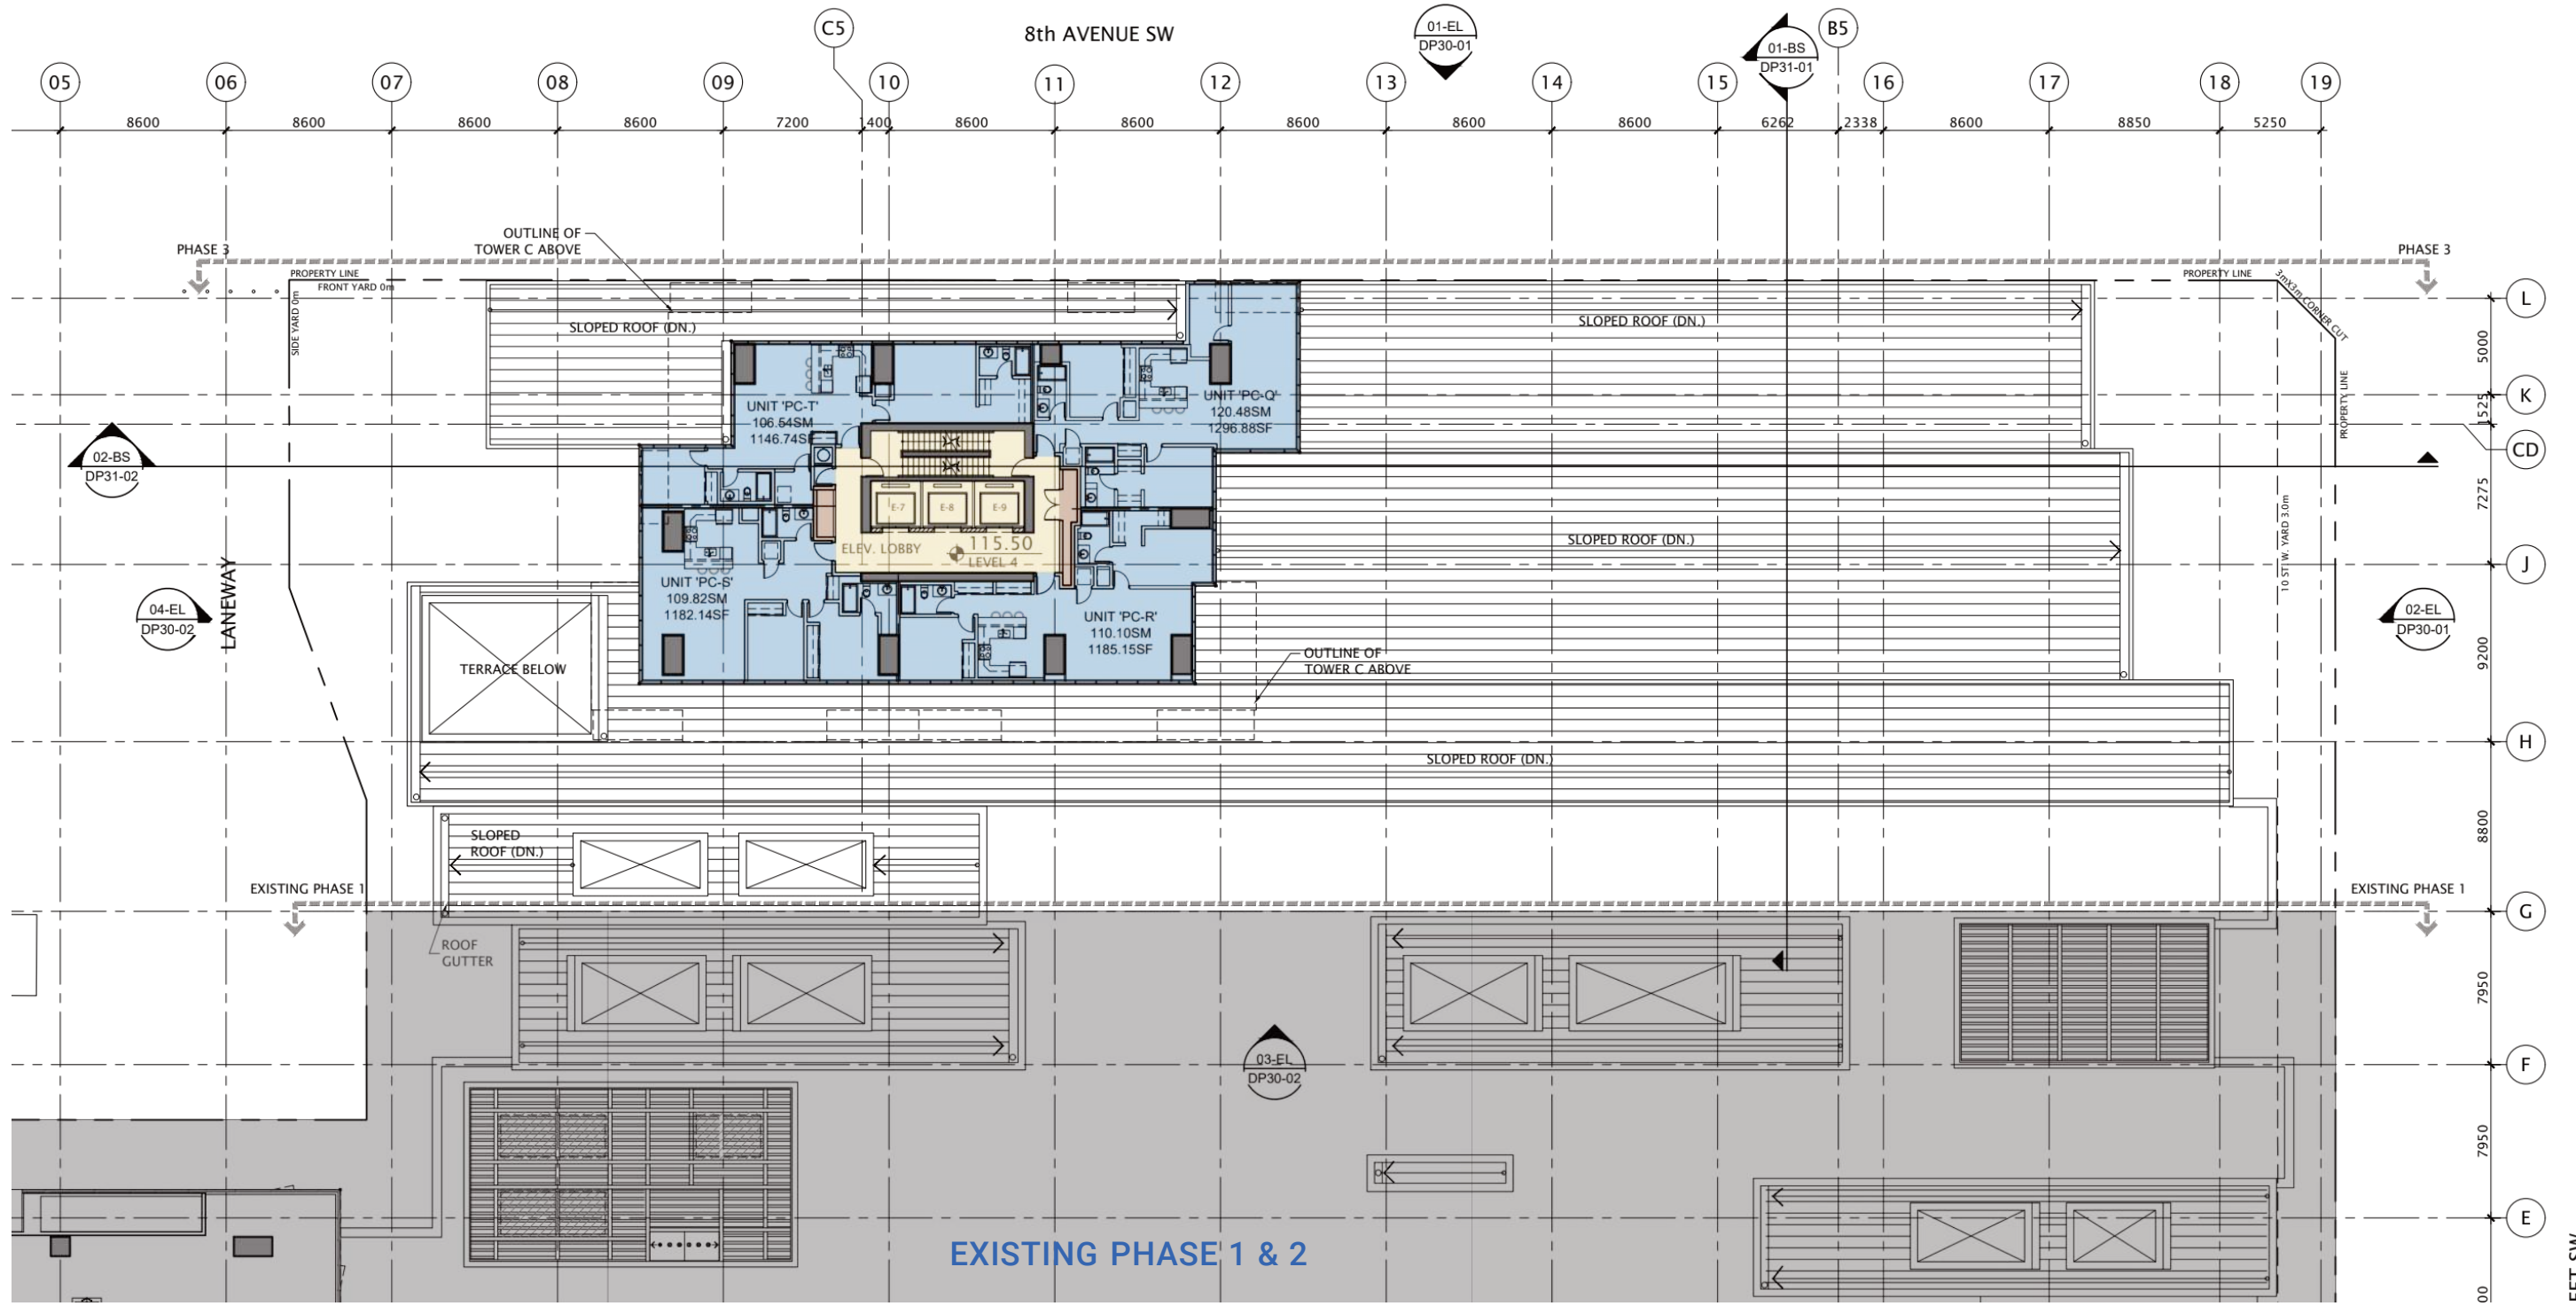 8th AVENUE SW
C5
01-EL
DP30-01
01-BS
DP31-01
B5
05
06
07
08
09
10
11
12
13
14
15
16
17
18
19
8600
8600
8600
8600
7200
1400
8600
8600
8600
8600
8600
6262
2338
8600
8850
5250
OUTLINE OF
TOWER C ABOVE
PHASE 3
PHASE 3
PROPERTY LINE
FRONT YARD 0m
SIDE YARD 0m
PROPERTY LINE
3mX3m CORNER CUT
PROPERTY LINE
10 ST. W. YARD 3.0m
SLOPED ROOF (DN.)
SLOPED ROOF (DN.)
L
5000
K
1525
CD
7275
J
9200
H
8800
G
7950
F
7950
E
00
UNIT 'PC-T'
106.54SM
1146.74SF
UNIT 'PC-Q'
120.48SM
1296.88SF
02-BS
DP31-02
E-7
E-8
E-9
ELEV. LOBBY
115.50
LEVEL 4
SLOPED ROOF (DN.)
UNIT 'PC-S'
109.82SM
1182.14SF
UNIT 'PC-R'
110.10SM
1185.15SF
04-EL
DP30-02
LANEWAY
02-EL
DP30-01
TERRACE BELOW
OUTLINE OF
TOWER C ABOVE
SLOPED ROOF (DN.)
SLOPED
ROOF (DN.)
EXISTING PHASE 1
EXISTING PHASE 1
ROOF
GUTTER
03-EL
DP30-02
EXISTING PHASE 1 & 2